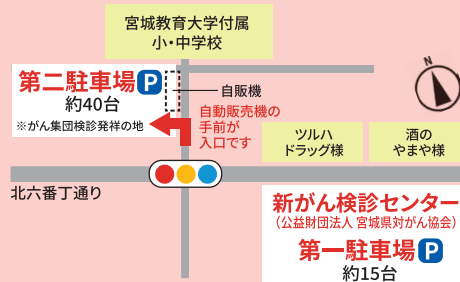 宮城教育大学付属
小・中学校
N
第二駐車場 P
約40台
※がん集団検診発祥の地
自販機
自動販売機の
手前が
入口です
ツルハ
ドラッグ様
酒の
やまや様
北六番丁通り
新がん検診センター
（公益財団法人 宮城県対がん協会）
第一駐車場 P
約15台